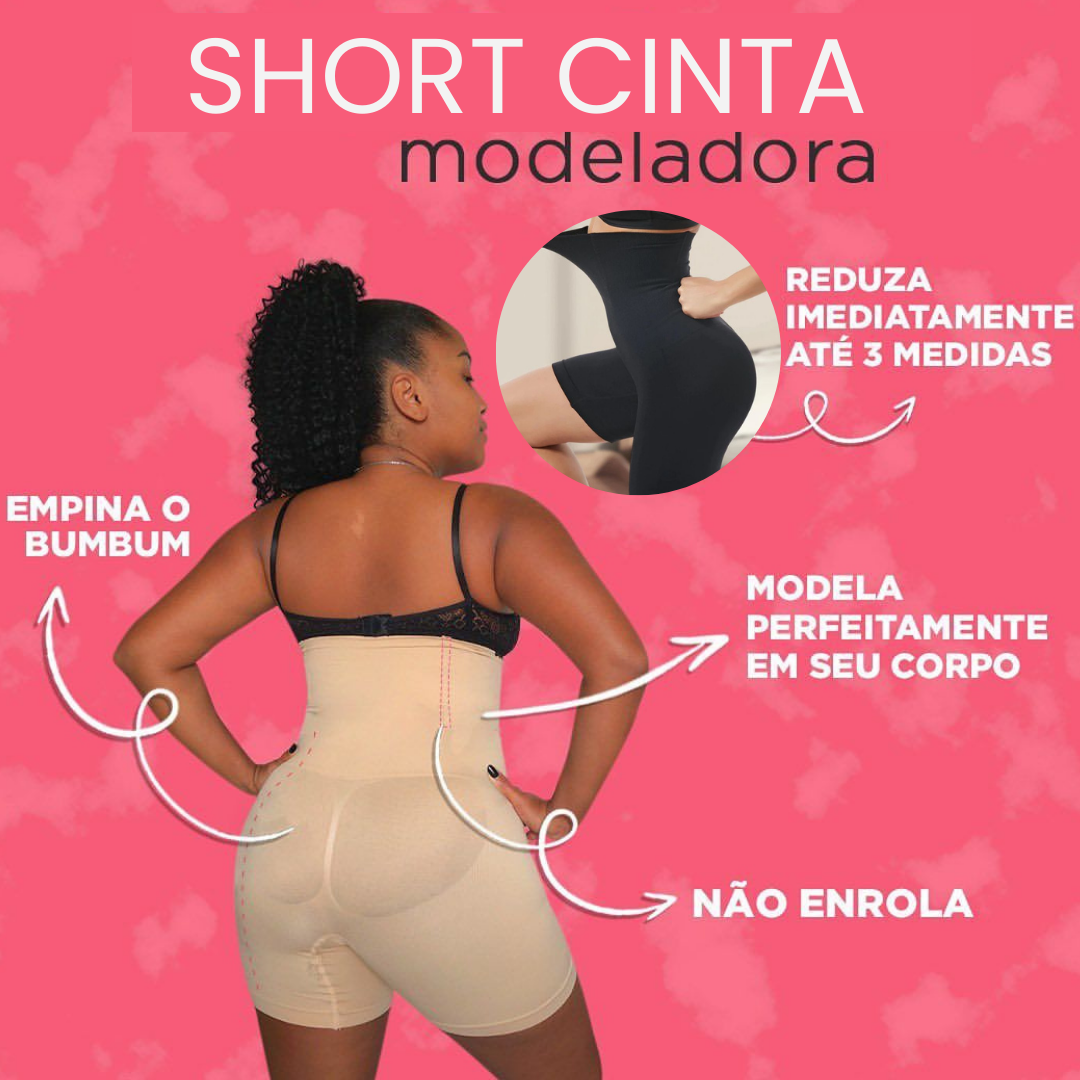 SHORT CINTA
modeladora
REDUZA
IMEDIATAMENTE
ATÉ 3 MEDIDAS
EMPINA O
BUMBUM
MODELA
PERFEITAMENTE
EM SEU CORPO
NÃO ENROLA